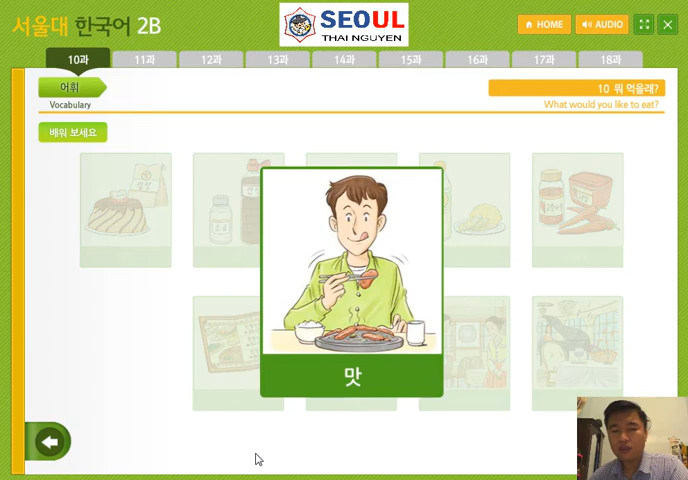 서울대 한국어 2B
SEOUL
THAI NGUYEN
HOME
AUDIO
10과
11과
12과
13과
14과
15과
16과
17과
18과
어휘
Vocabulary
10 뭐 먹을래?
What would you like to eat?
배워 보세요
맛